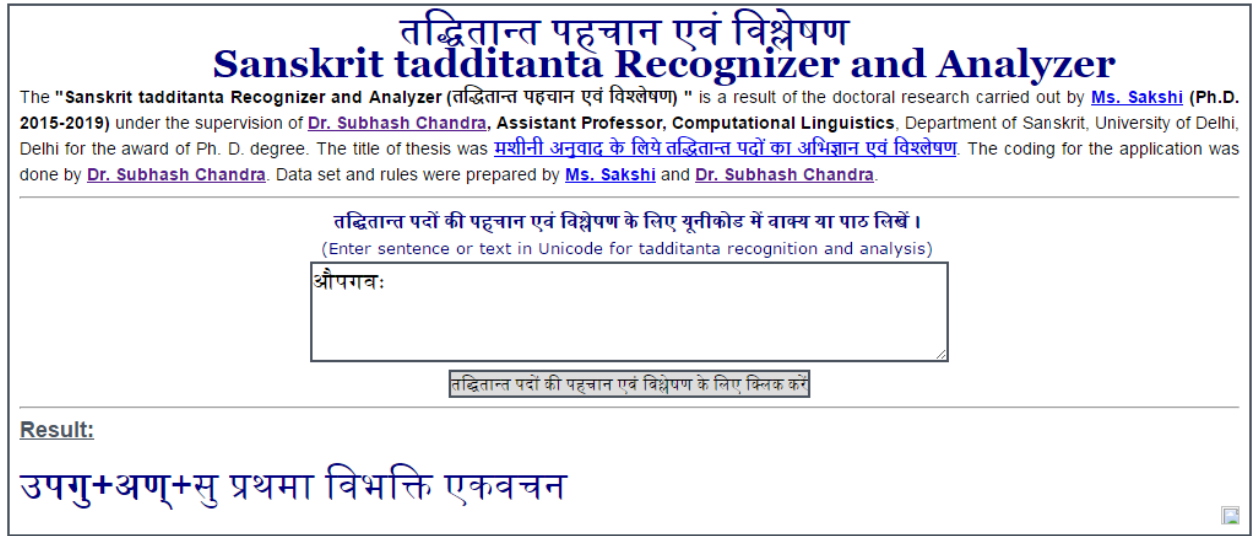 तद्धितान्त पहचान एवं विश्लेषण
Sanskrit tadditanta Recognizer and Analyzer
The "Sanskrit tadditanta Recognizer and Analyzer (तद्धितान्त पहचान एवं विश्लेषण) " is a result of the doctoral research carried out by Ms. Sakshi (Ph.D.
2015-2019) under the supervision of Dr. Subhash Chandra, Assistant Professor, Computational Linguistics, Department of Sanskrit, University of Delhi,
Delhi for the award of Ph. D. degree. The title of thesis was मशीनी अनुवाद के लिये तद्धितान्त पदों का अभिज्ञान एवं विश्लेषण. The coding for the application was
done by Dr. Subhash Chandra. Data set and rules were prepared by Ms. Sakshi and Dr. Subhash Chandra.
तद्धितान्त पदों की पहचान एवं विश्लेषण के लिए यूनीकोड में वाक्य या पाठ लिखें ।
(Enter sentence or text in Unicode for tadditanta recognition and analysis)
औपगवः
तद्धितान्त पदों की पहचान एवं विश्लेषण के लिए क्लिक करें
Result:
उपगु+अण्+सु प्रथमा विभक्ति एकवचन